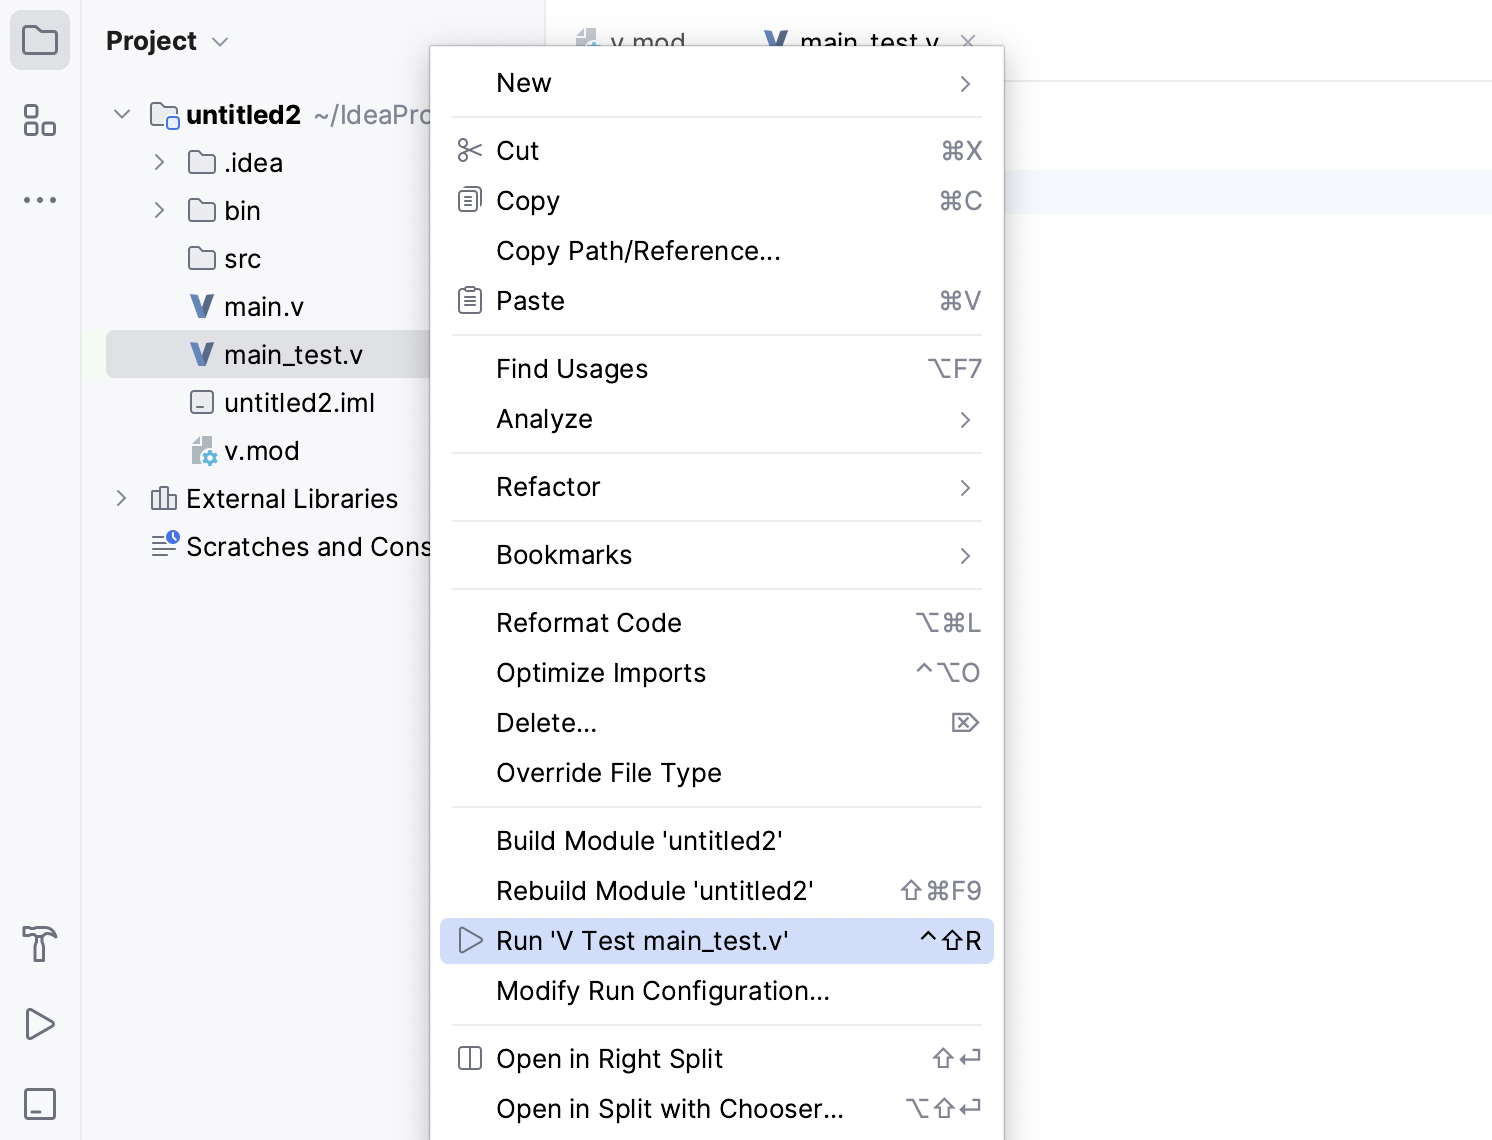 Project
v.mod
main_test.v
untitled2 ~/IdeaPro
.idea
bin
src
main.v
main_test.v
untitled2.iml
v.mod
External Libraries
Scratches and Cons
New
Cut ⌘X
Copy ⌘C
Copy Path/Reference...
Paste ⌘V
Find Usages ⌥F7
Analyze
Refactor
Bookmarks
Reformat Code ⌥⌘L
Optimize Imports ^⌥O
Delete... ⌦
Override File Type
Build Module 'untitled2'
Rebuild Module 'untitled2' ⇧⌘F9
Run 'V Test main_test.v' ^⇧R
Modify Run Configuration...
Open in Right Split ⇧↵
Open in Split with Chooser... ⌥⇧↵